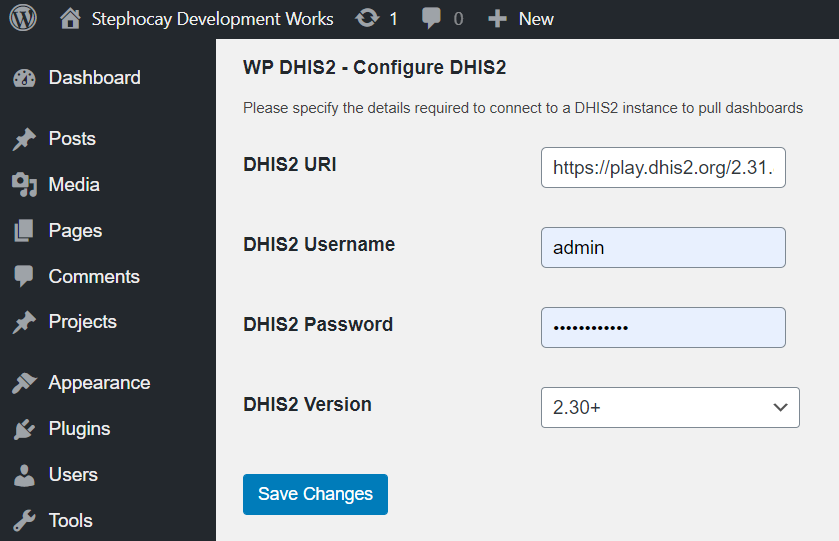 Stephocay Development Works 1 0 New
Dashboard
Posts
Media
Pages
Comments
Projects
Appearance
Plugins
Users
Tools
WP DHIS2 - Configure DHIS2
Please specify the details required to connect to a DHIS2 instance to pull dashboards
DHIS2 URI https://play.dhis2.org/2.31.
DHIS2 Username admin
DHIS2 Password ••••••••••••
DHIS2 Version 2.30+
Save Changes